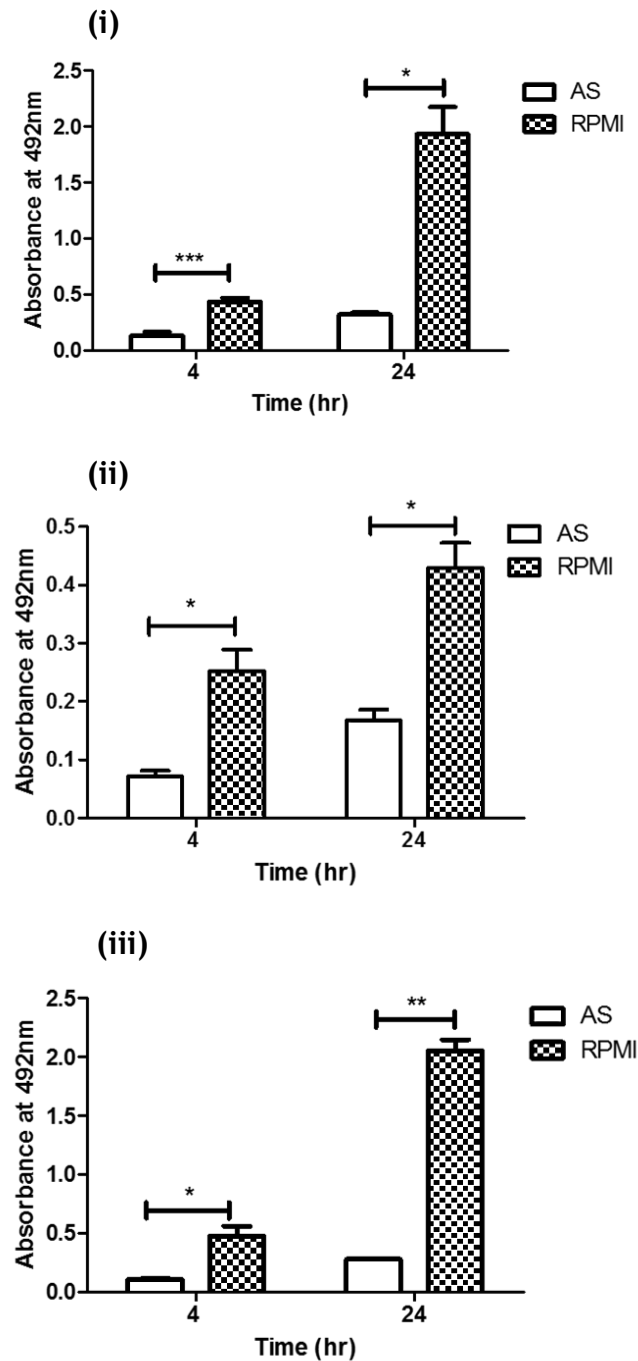 (i)
Absorbance at 492nm
2.5
2.0
1.5
1.0
0.5
0.0
***
*
4
24
Time (hr)
AS
RPMI
(ii)
Absorbance at 492nm
0.5
0.4
0.3
0.2
0.1
0.0
*
*
4
24
Time (hr)
AS
RPMI
(iii)
Absorbance at 492nm
2.5
2.0
1.5
1.0
0.5
0.0
*
**
4
24
Time (hr)
AS
RPMI